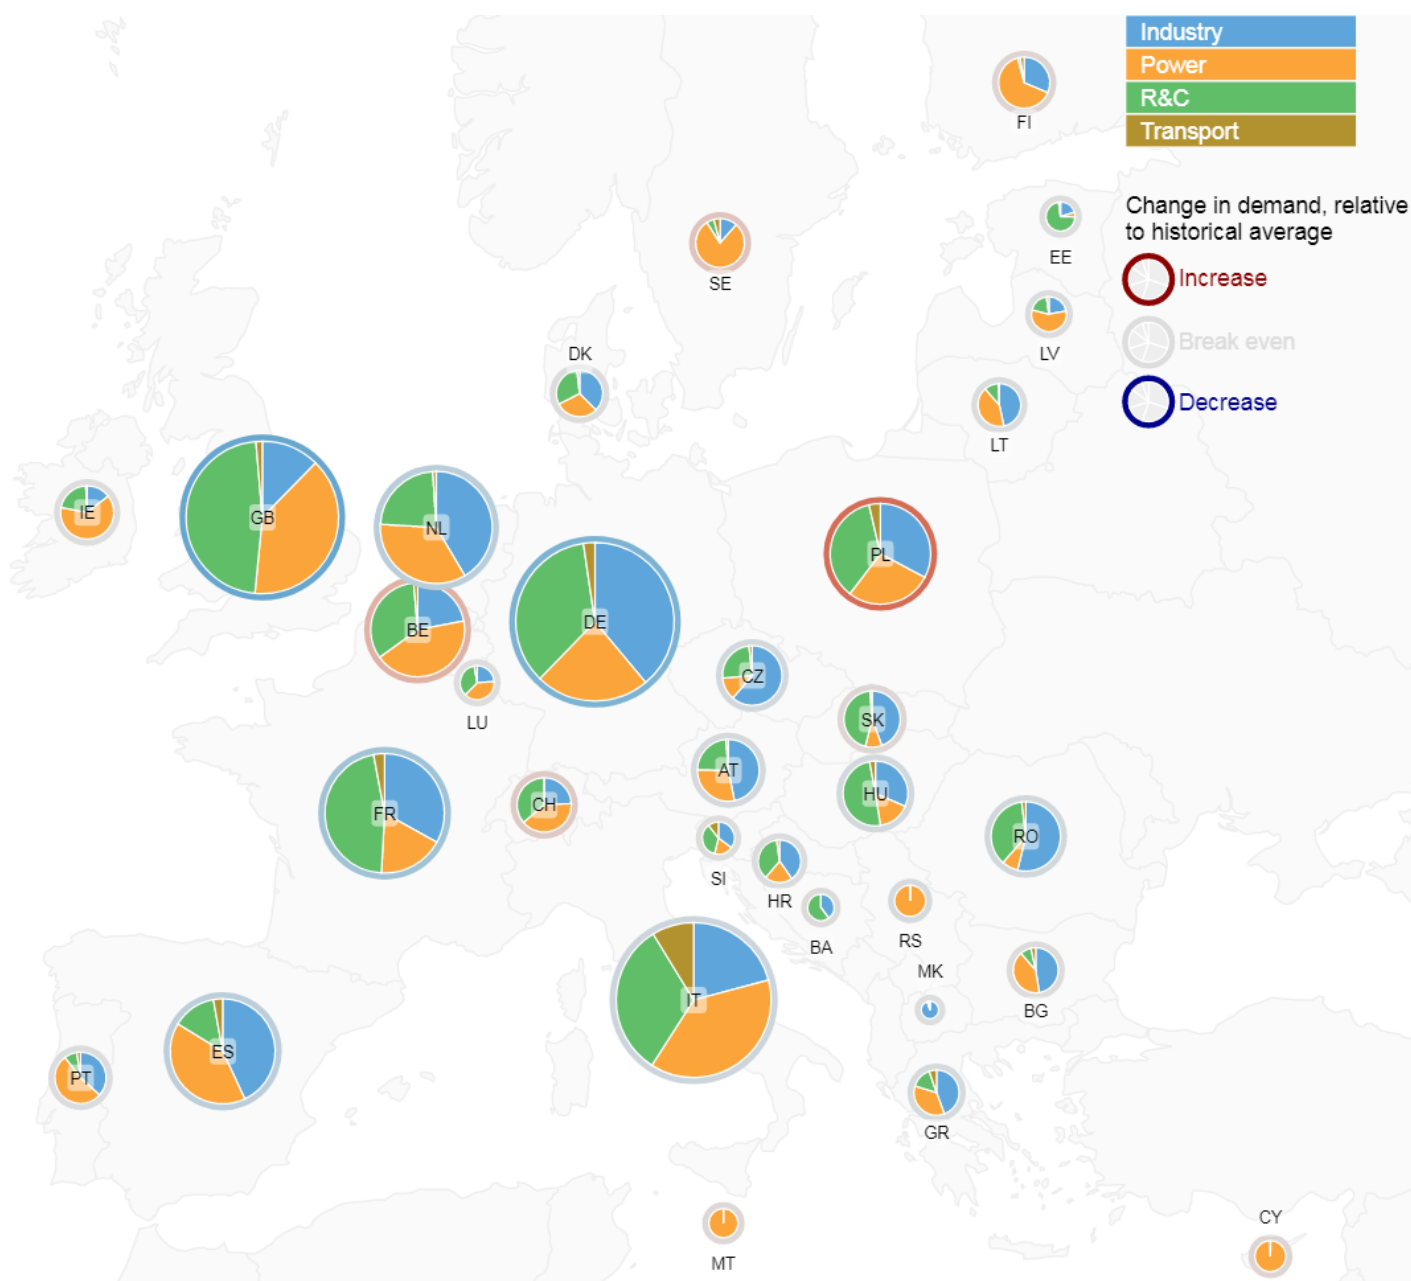 Industry
Power
R&C
Transport
Change in demand, relative
to historical average
Increase
Break even
Decrease
FI
SE
EE
LV
LT
DK
IE
GB
NL
BE
LU
DE
PL
CZ
SK
AT
HU
FR
CH
SI
HR
BA
RS
RO
MK
BG
IT
ES
PT
GR
MT
CY